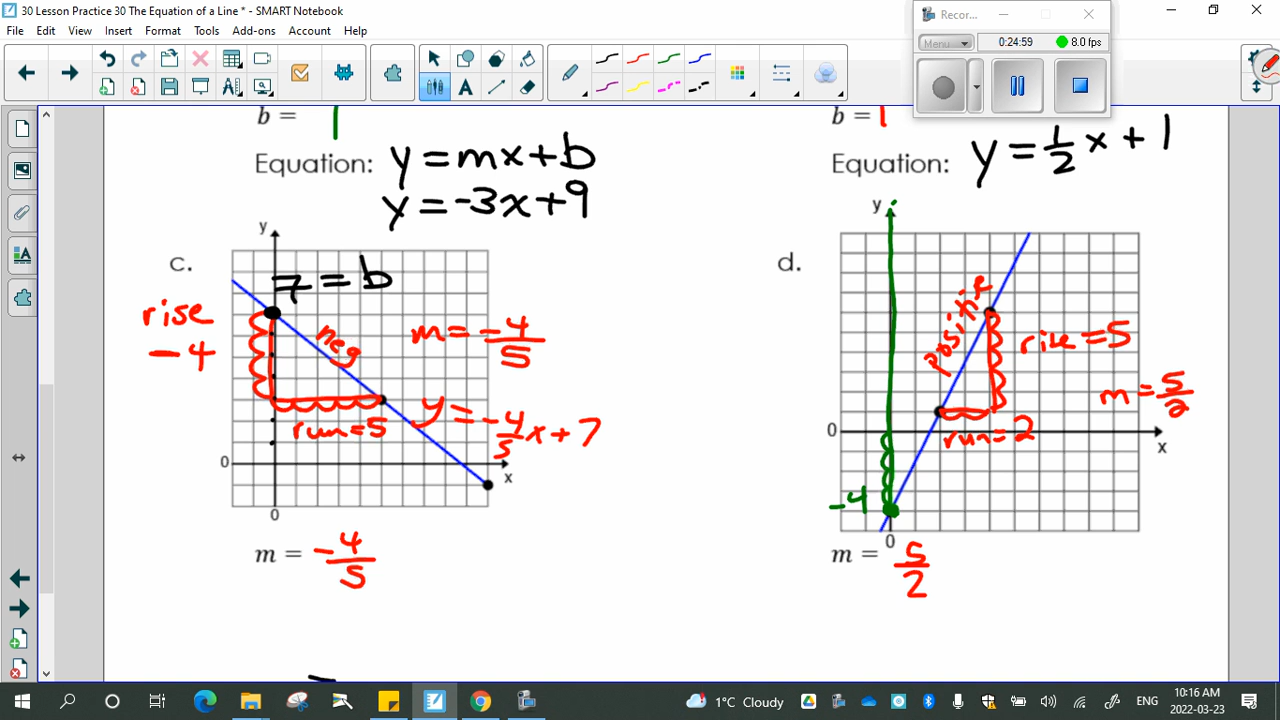 30 Lesson Practice 30 The Equation of a Line * - SMART Notebook
File Edit View Insert Format Tools Add-ons Account Help
Recor...
Menu 0:24:59 8.0 fps
b =
b = 1
Equation: y = mx + b
y = -3x + 9
Equation: y = 1/2 x + 1
c.
y
7 = b
rise
-4
neg
m = -4/5
run = 5
y = -4/5 x + 7
0
x
0
m = -4/5
d.
y
positive
rise = 5
m = 5/2
run = 2
0
x
-4
0
m = 5/2
1°C Cloudy
ENG
10:16 AM
2022-03-23